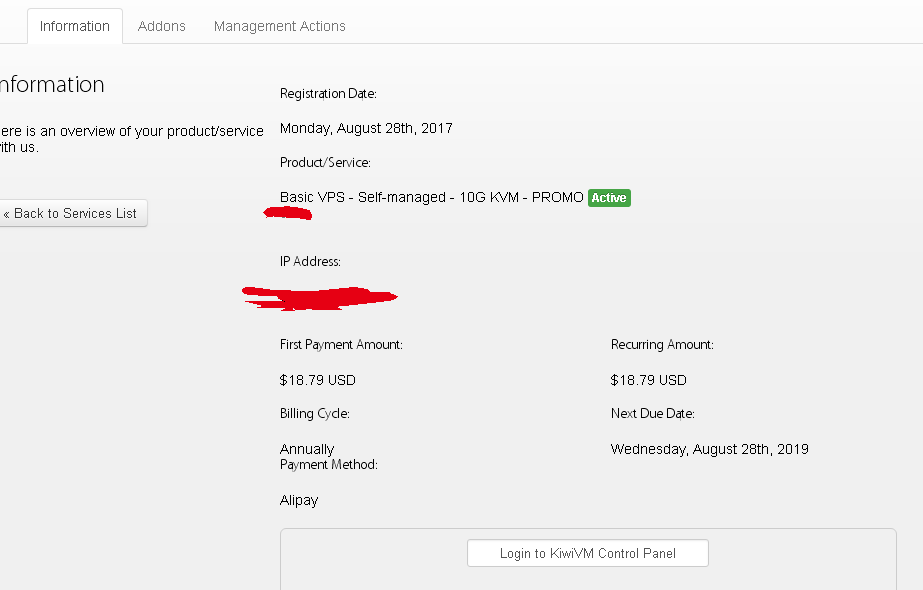 Information
Addons
Management Actions
nformation
ere is an overview of your product/service
ith us.
« Back to Services List
Registration Date:
Monday, August 28th, 2017
Product/Service:
Basic VPS - Self-managed - 10G KVM - PROMO Active
IP Address:
First Payment Amount:
Recurring Amount:
$18.79 USD
$18.79 USD
Billing Cycle:
Next Due Date:
Annually
Wednesday, August 28th, 2019
Payment Method:
Alipay
Login to KiwiVM Control Panel